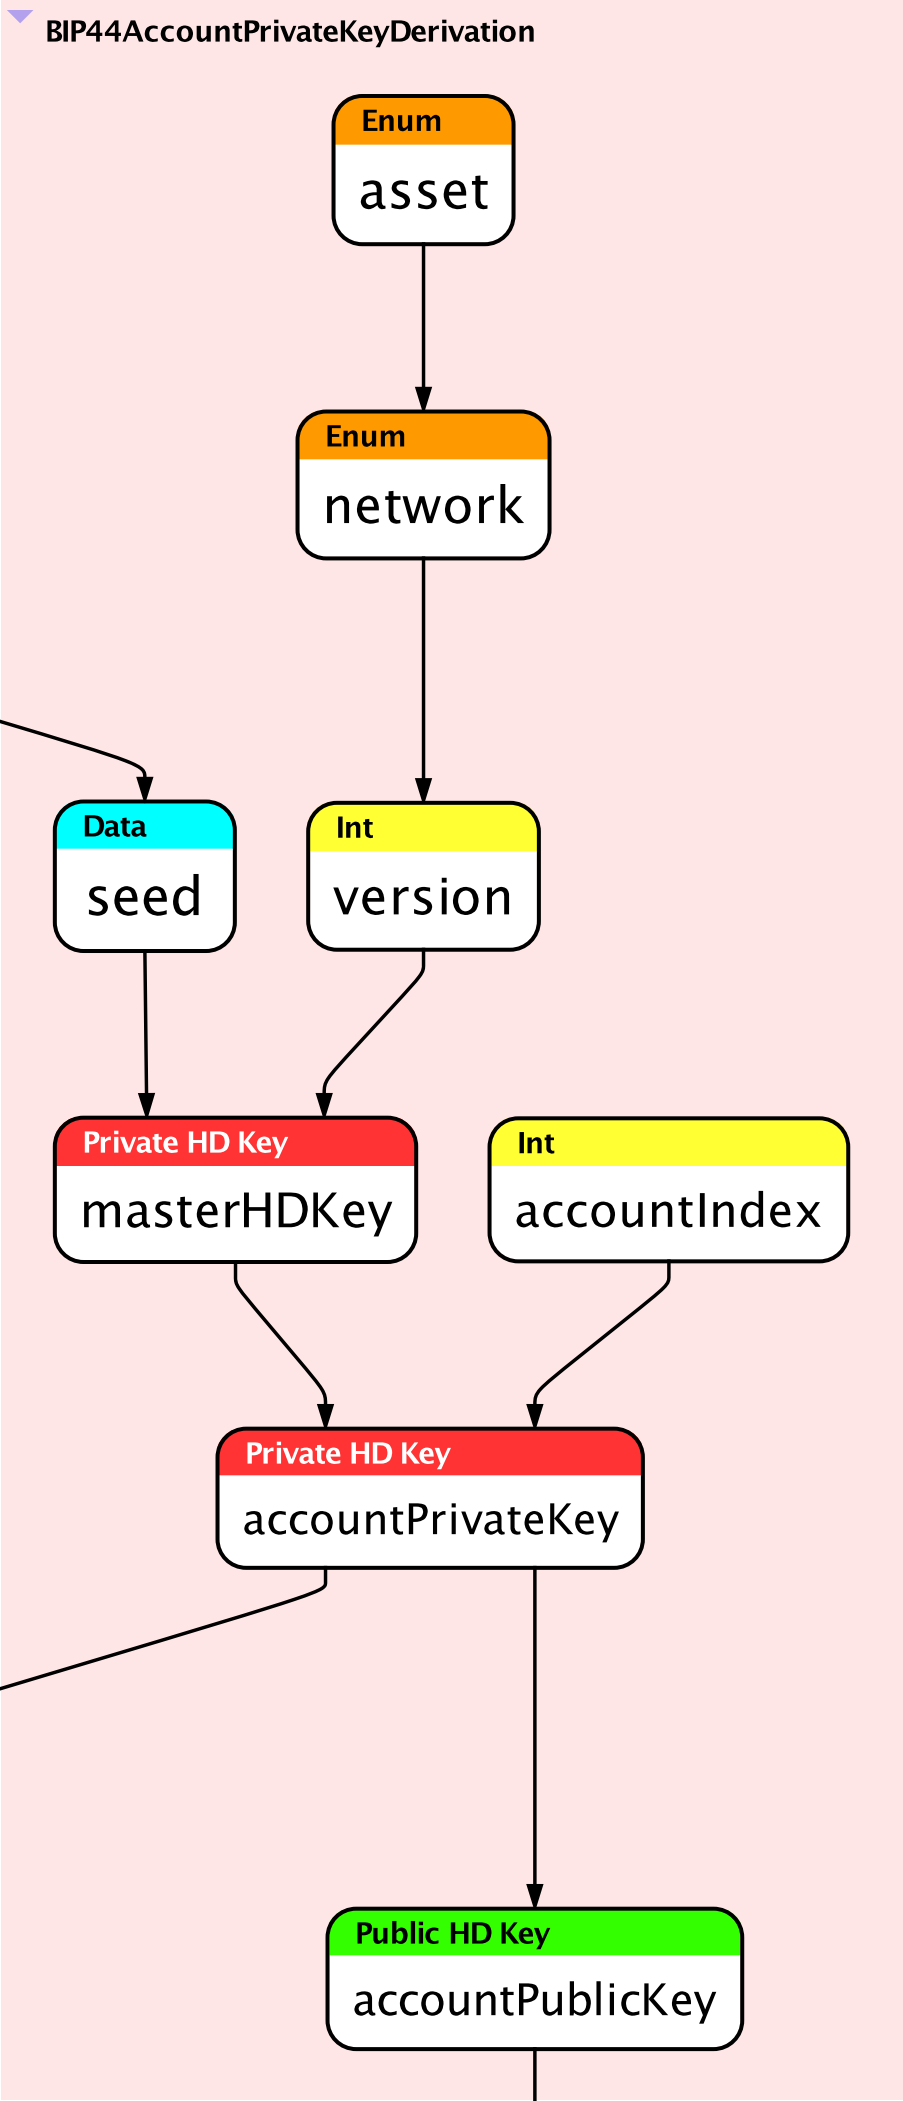 BIP44AccountPrivateKeyDerivation
Enum
asset
Enum
network
Data
seed
Int
version
Private HD Key
masterHDKey
Int
accountIndex
Private HD Key
accountPrivateKey
Public HD Key
accountPublicKey